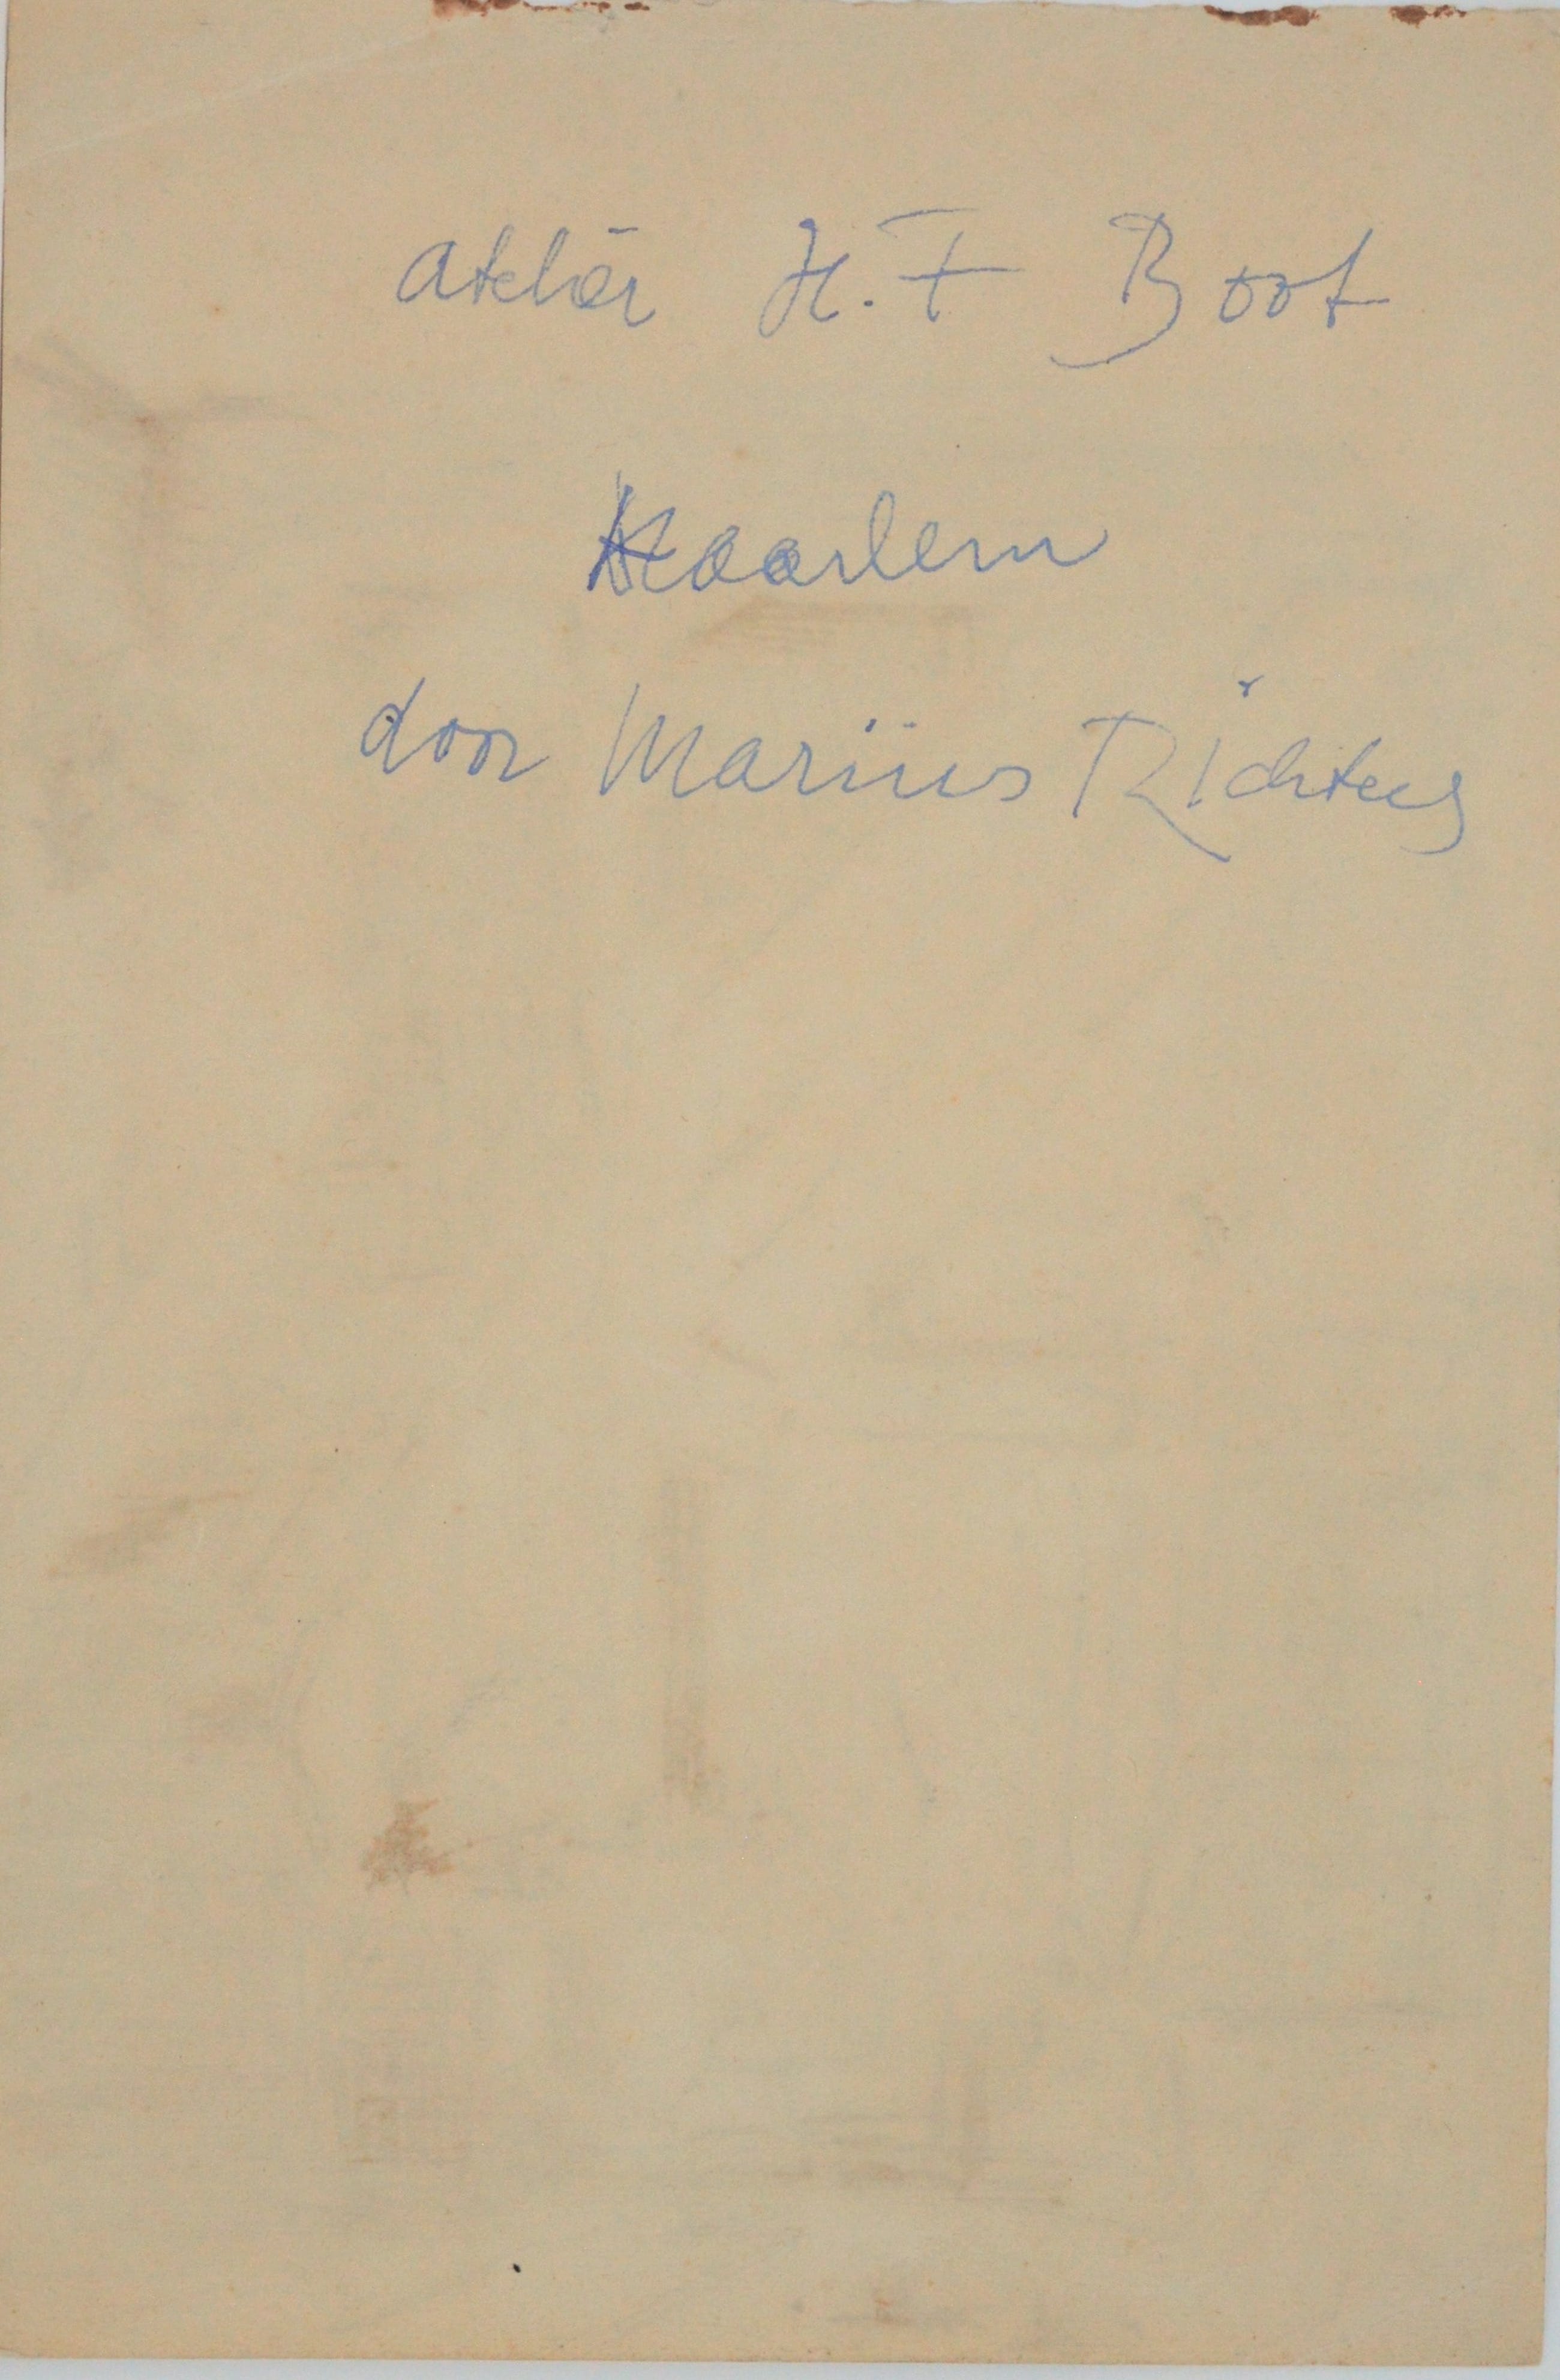 Atelier H. F Boot
Haarlem
door Marius Richters